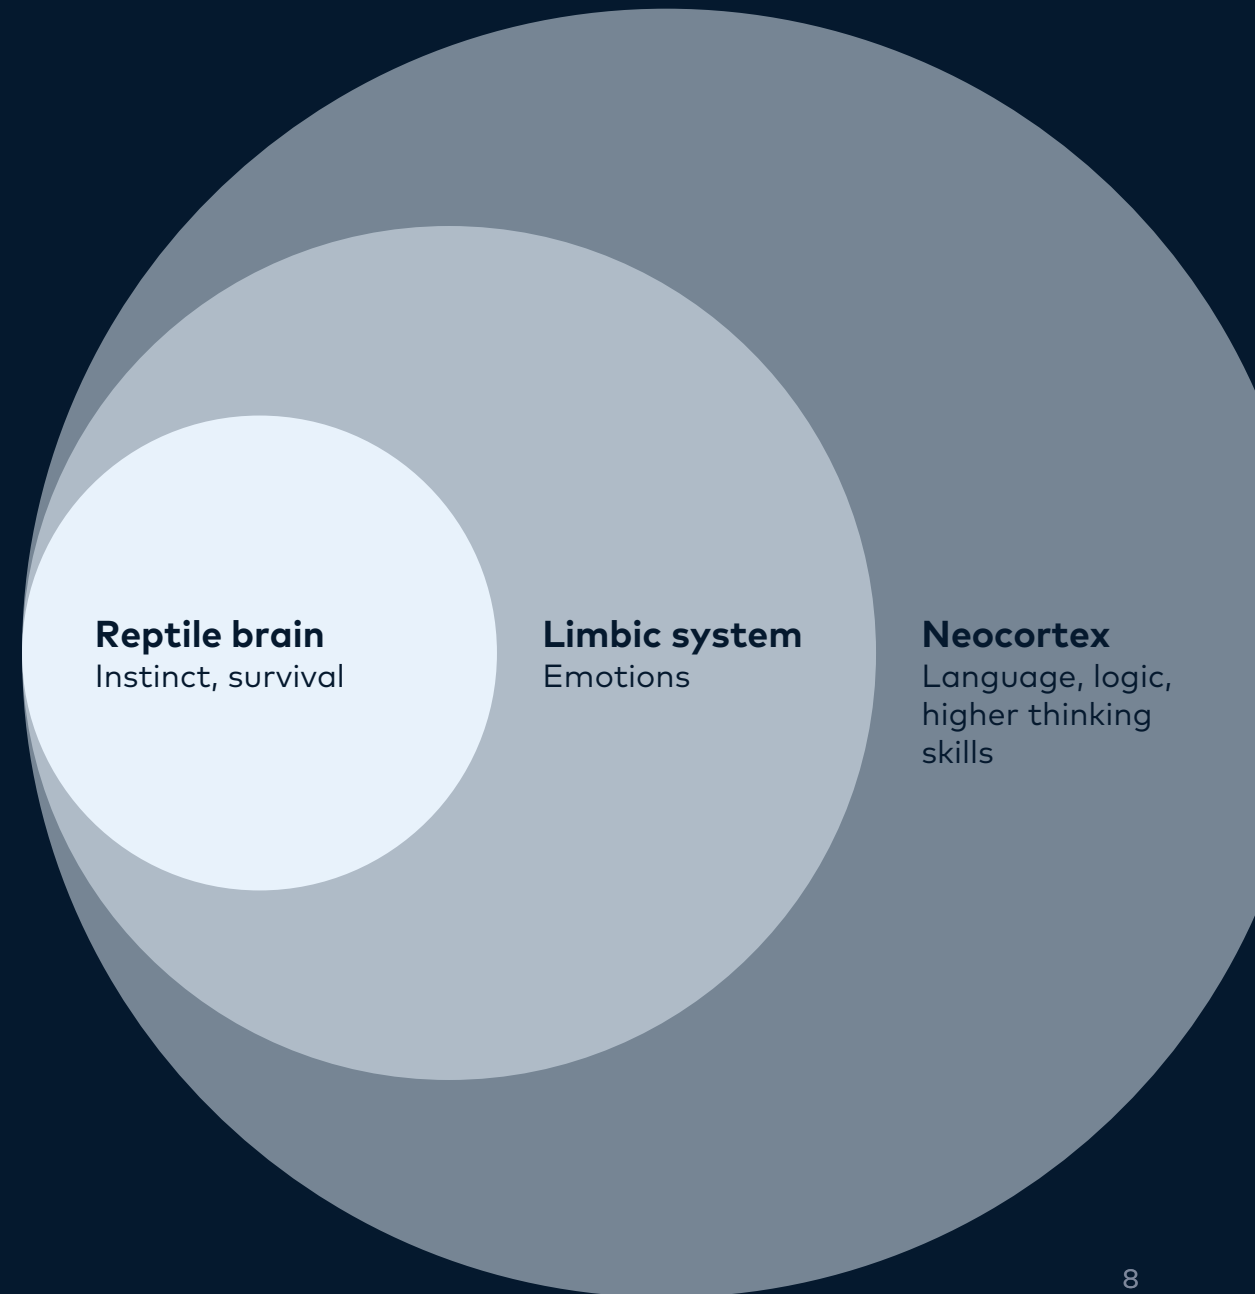 Reptile brain
Instinct, survival
Limbic system
Emotions
Neocortex
Language, logic,
higher thinking
skills
8